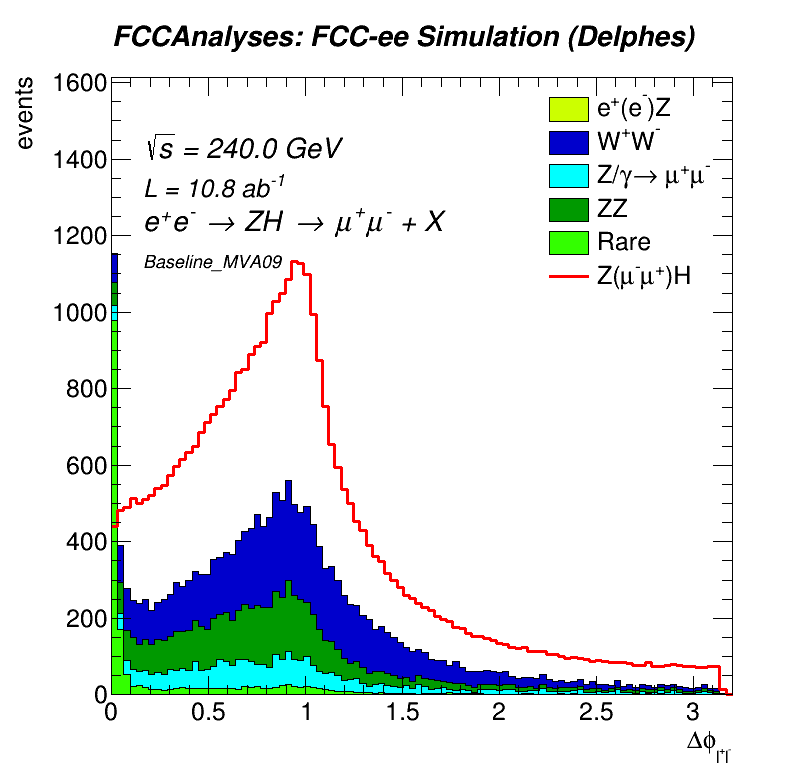 FCCAnalyses: FCC-ee Simulation (Delphes)
events
1600
1400
1200
1000
800
600
400
200
0
√s = 240.0 GeV
L = 10.8 ab⁻¹
e⁺e⁻ → ZH → μ⁺μ⁻ + X
Baseline_MVA09
e⁺(e⁻)Z
W⁺W⁻
Z/γ→ μ⁺μ⁻
ZZ
Rare
Z(μ⁻μ⁺)H
0 0.5 1 1.5 2 2.5 3
Δϕ l⁺l⁻